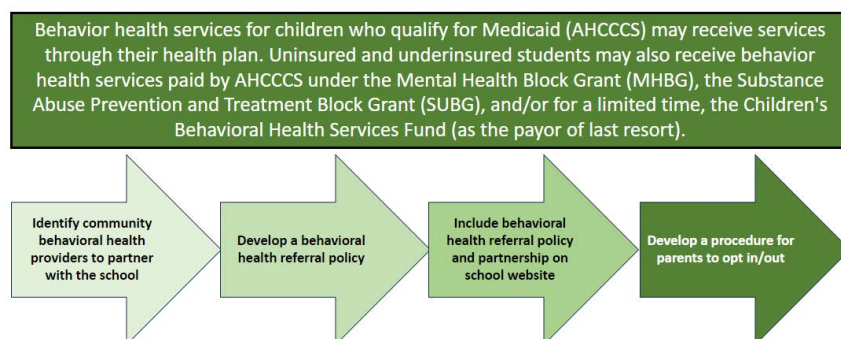 Behavior health services for children who qualify for Medicaid (AHCCCS) may receive services
through their health plan. Uninsured and underinsured students may also receive behavior
health services paid by AHCCCS under the Mental Health Block Grant (MHBG), the Substance
Abuse Prevention and Treatment Block Grant (SUBG), and/or for a limited time, the Children's
Behavioral Health Services Fund (as the payor of last resort).
Identify community
behavioral health
providers to partner
with the school
Develop a behavioral
health referral policy
Include behavioral
health referral policy
and partnership on
school website
Develop a procedure for
parents to opt in/out